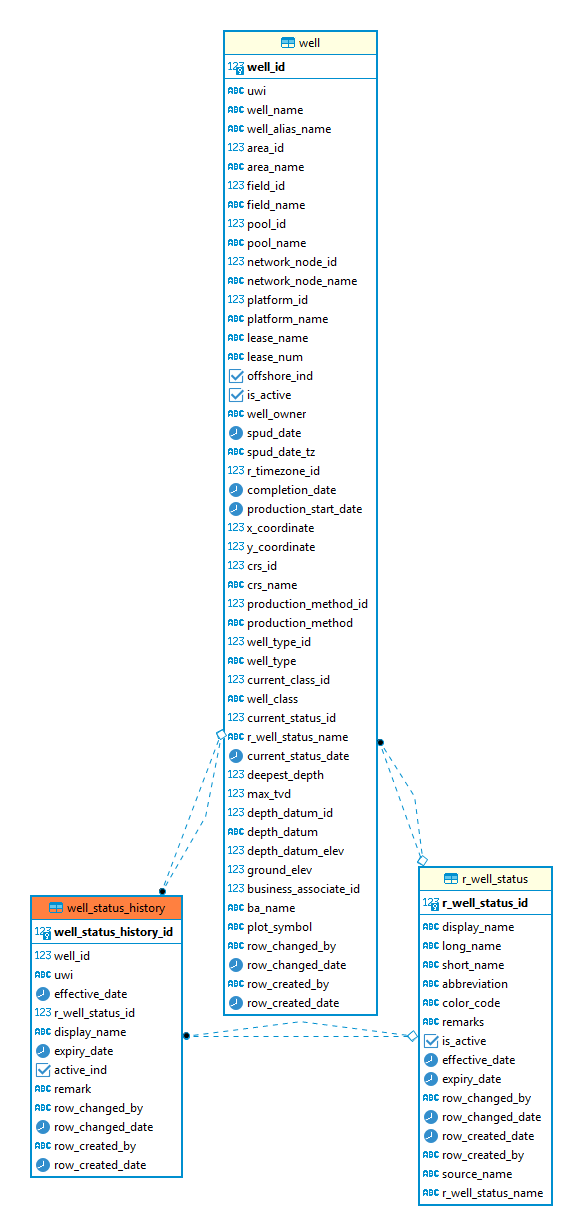 well
123 well_id
ABC uwi
ABC well_name
ABC well_alias_name
123 area_id
ABC area_name
123 field_id
ABC field_name
123 pool_id
ABC pool_name
123 network_node_id
ABC network_node_name
123 platform_id
ABC platform_name
ABC lease_name
ABC lease_num
offshore_ind
is_active
ABC well_owner
spud_date
ABC spud_date_tz
123 r_timezone_id
completion_date
production_start_date
123 x_coordinate
123 y_coordinate
123 crs_id
ABC crs_name
123 production_method_id
ABC production_method
123 well_type_id
ABC well_type
123 current_class_id
ABC well_class
123 current_status_id
ABC r_well_status_name
current_status_date
123 deepest_depth
123 max_tvd
123 depth_datum_id
ABC depth_datum
123 depth_datum_elev
123 ground_elev
123 business_associate_id
ABC ba_name
ABC plot_symbol
ABC row_changed_by
row_changed_date
ABC row_created_by
row_created_date
well_status_history
123 well_status_history_id
123 well_id
ABC uwi
effective_date
123 r_well_status_id
ABC display_name
expiry_date
active_ind
ABC remark
ABC row_changed_by
row_changed_date
ABC row_created_by
row_created_date
r_well_status
123 r_well_status_id
ABC display_name
ABC long_name
ABC short_name
ABC abbreviation
ABC color_code
ABC remarks
is_active
effective_date
expiry_date
ABC row_changed_by
row_changed_date
row_created_date
ABC row_created_by
ABC source_name
ABC r_well_status_name